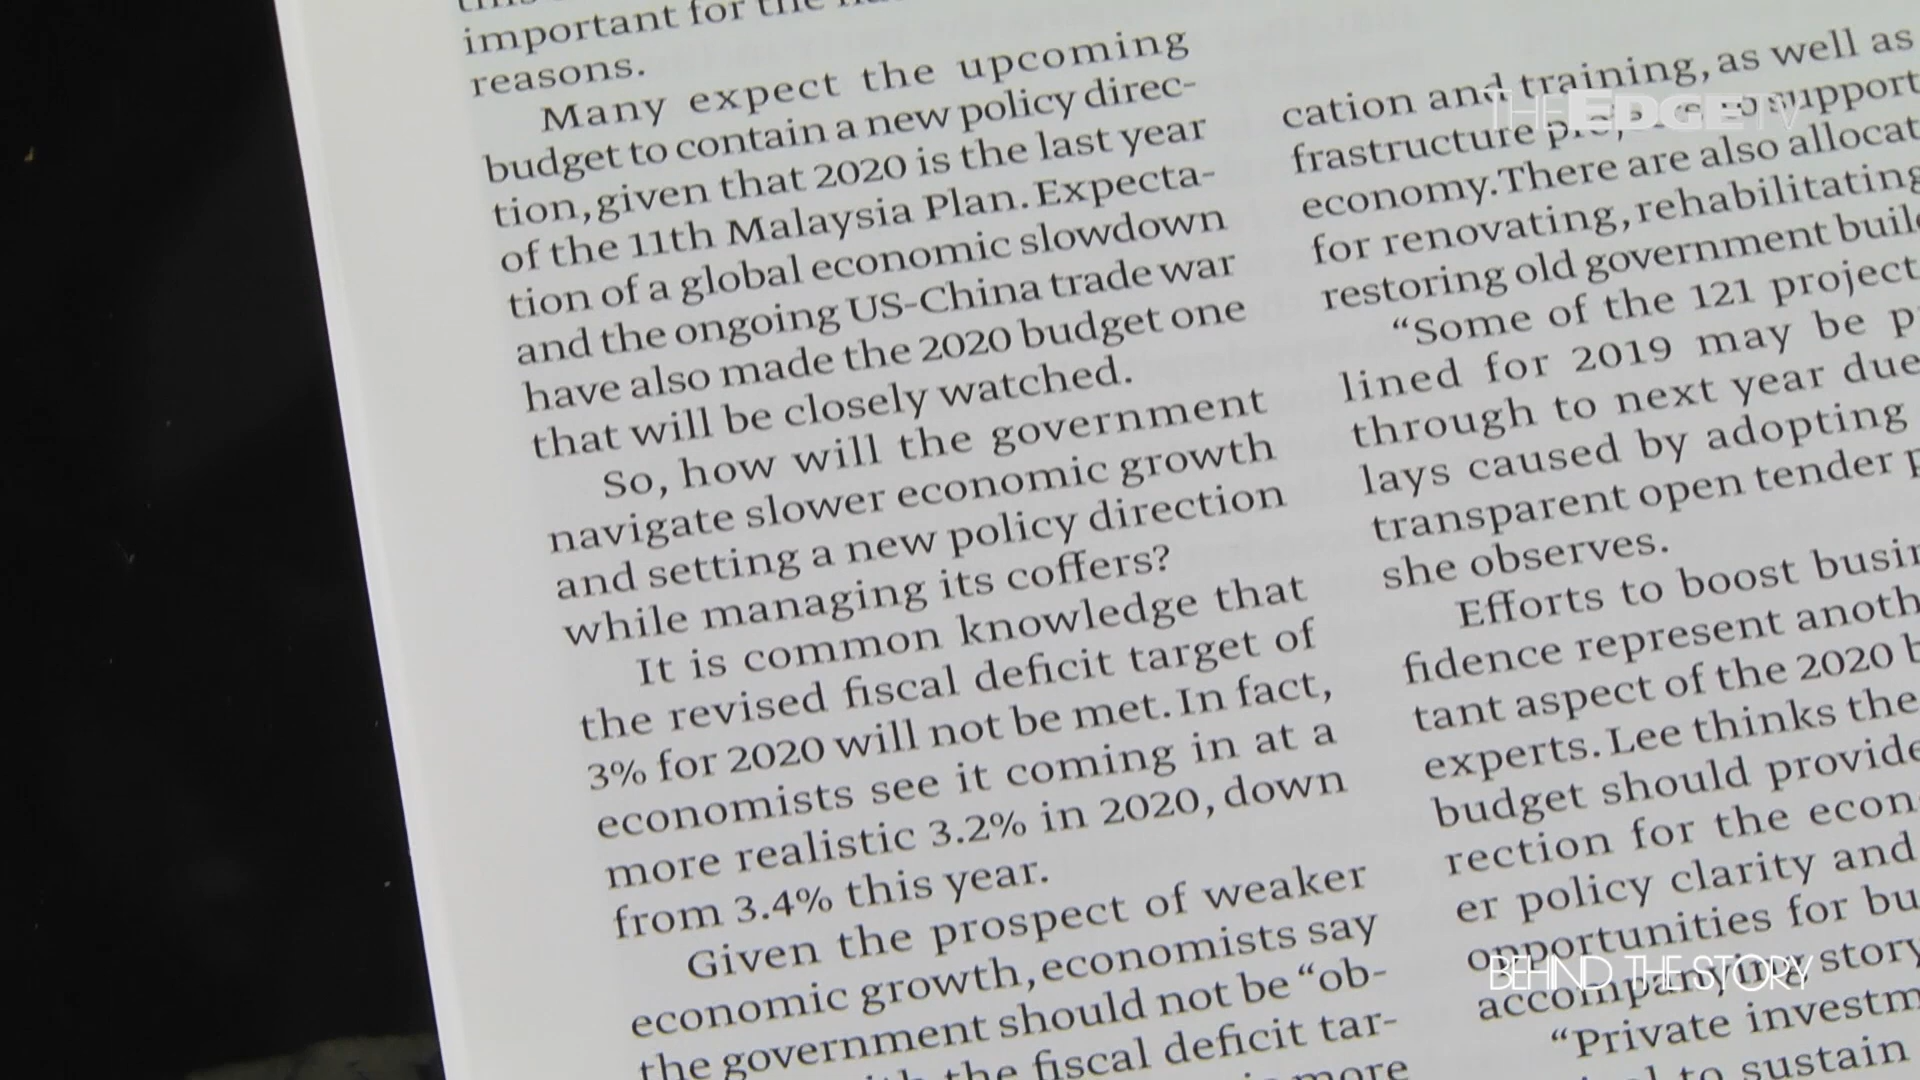 important for the
reasons.
Many expect the upcoming
budget to contain a new policy direc-
tion, given that 2020 is the last year
of the 11th Malaysia Plan. Expecta-
tion of a global economic slowdown
and the ongoing US-China trade war
have also made the 2020 budget one
that will be closely watched.
So, how will the government
navigate slower economic growth
and setting a new policy direction
while managing its coffers?
It is common knowledge that
the revised fiscal deficit target of
3% for 2020 will not be met. In fact,
economists see it coming in at a
more realistic 3.2% in 2020, down
from 3.4% this year.
Given the prospect of weaker
economic growth, economists say
the government should not be “ob-
the fiscal deficit tar-
more
cation and training, as well as
frastructure to support
economy. There are also allocat
for renovating, rehabilitating
restoring old government build
“Some of the 121 project
lined for 2019 may be p
through to next year due
lays caused by adopting
transparent open tender p
she observes.
Efforts to boost busin
fidence represent anoth
tant aspect of the 2020 b
experts. Lee thinks the
budget should provide
rection for the econ
er policy clarity and
opportunities for bu
accompanying story
“Private investm
to sustain
THE EDGE TV
BEHIND THE STORY